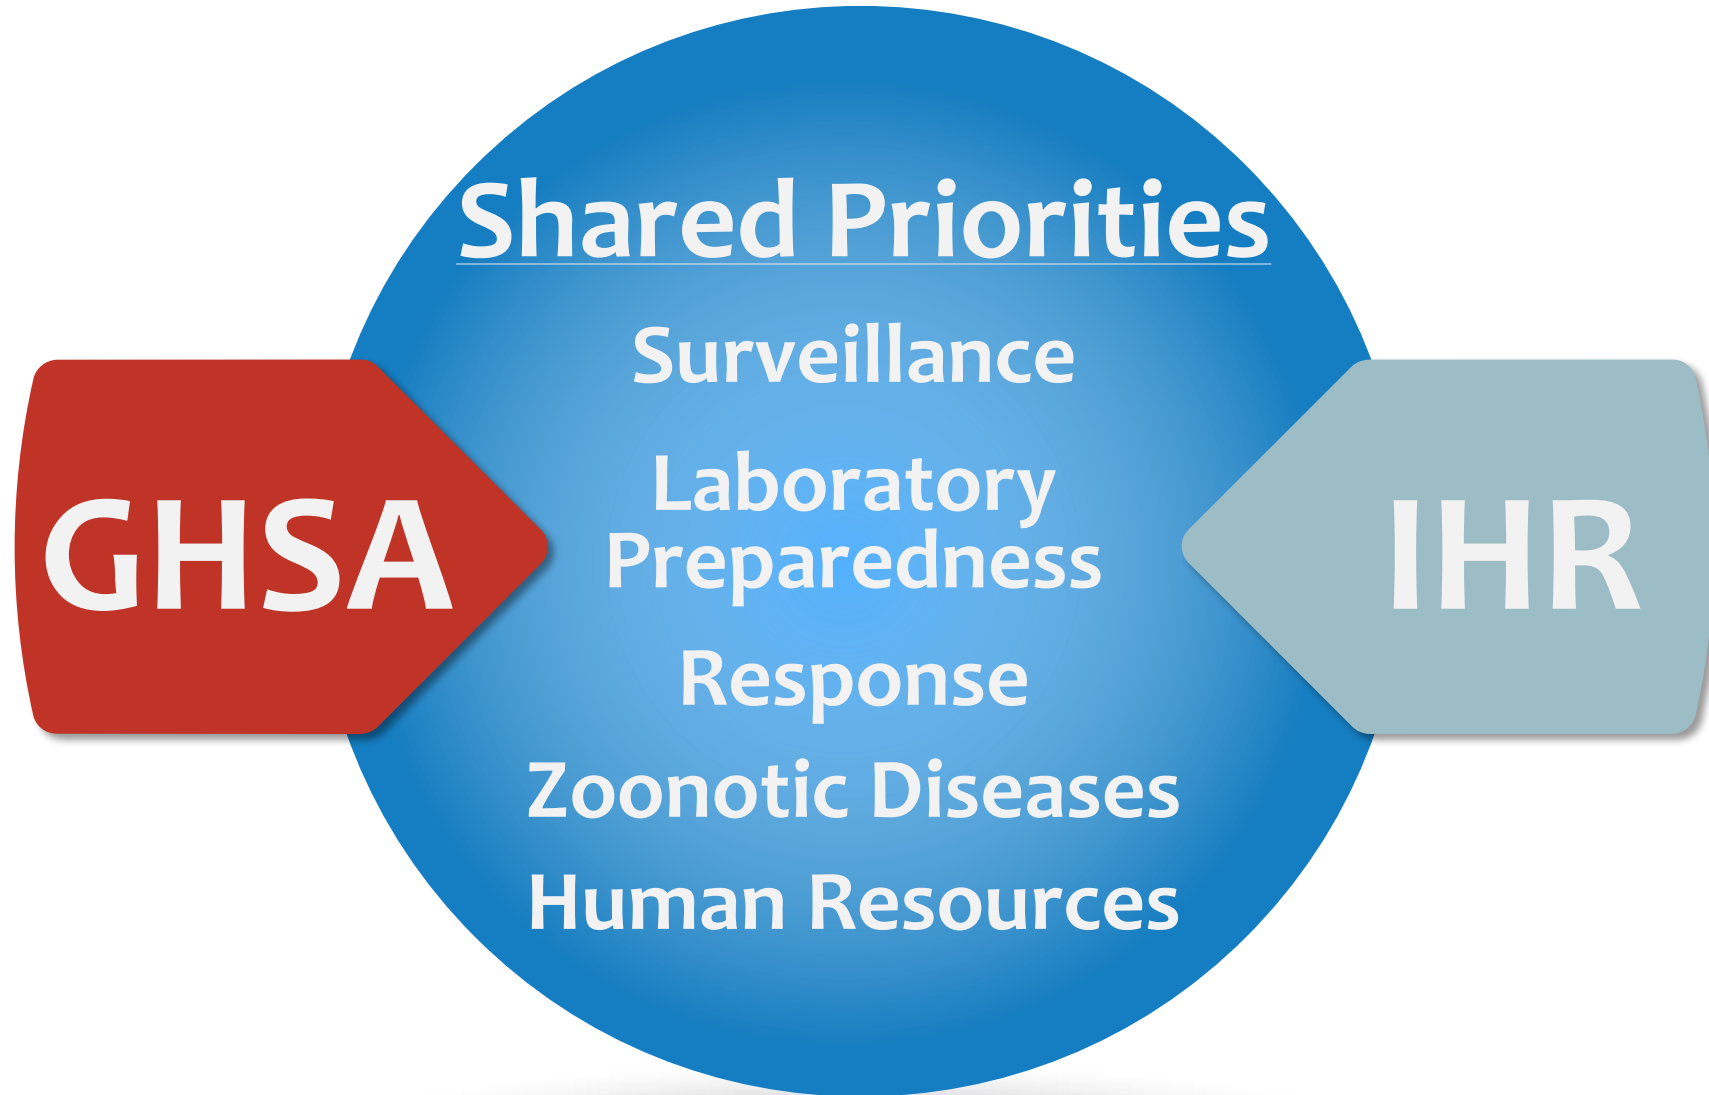 Shared Priorities
Surveillance
Laboratory
Preparedness
Response
Zoonotic Diseases
Human Resources
GHSA
IHR